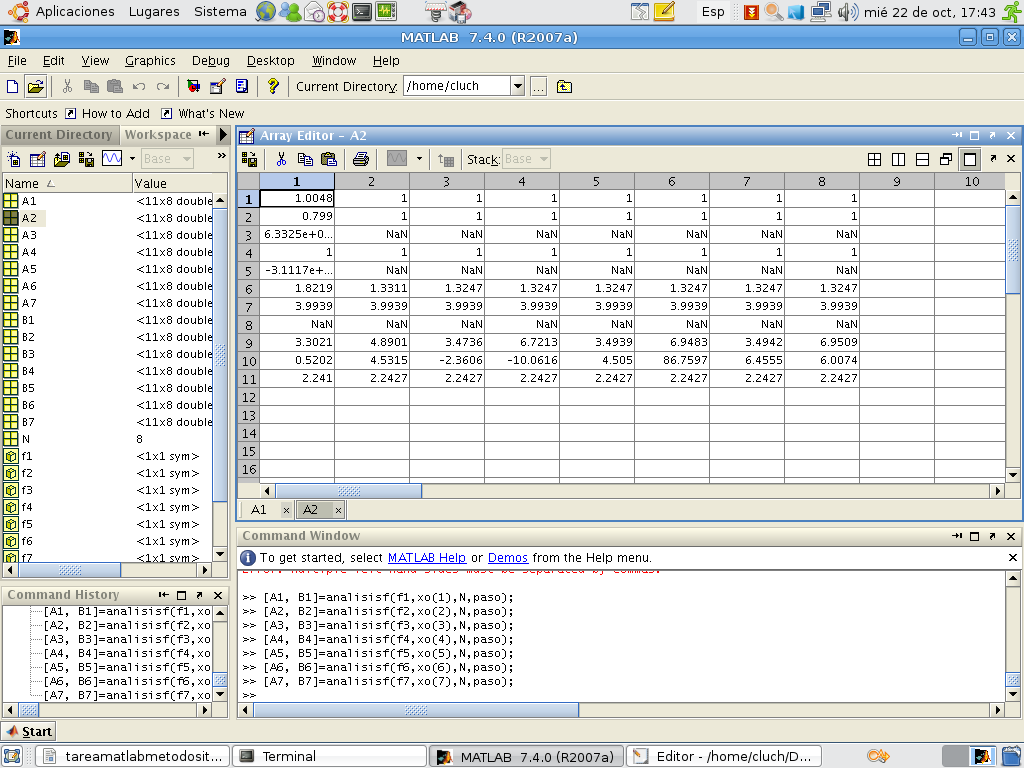 Aplicaciones Lugares Sistema Esp mié 22 de oct, 17:43
MATLAB 7.4.0 (R2007a)
File Edit View Graphics Debug Desktop Window Help
Current Directory: /home/cluch ...
Shortcuts How to Add What's New
Current Directory Workspace
Array Editor - A2
Base »
Stack: Base
Name Value
A1 <11x8 double
A2 <11x8 double
A3 <11x8 double
A4 <11x8 double
A5 <11x8 double
A6 <11x8 double
A7 <11x8 double
B1 <11x8 double
B2 <11x8 double
B3 <11x8 double
B4 <11x8 double
B5 <11x8 double
B6 <11x8 double
B7 <11x8 double
N 8
f1 <1x1 sym>
f2 <1x1 sym>
f3 <1x1 sym>
f4 <1x1 sym>
f5 <1x1 sym>
f6 <1x1 sym>
f7 <1x1 sym>
1 2 3 4 5 6 7 8 9 10
1 1.0048 1 1 1 1 1 1 1
2 0.799 1 1 1 1 1 1 1
3 6.3325e+0... NaN NaN NaN NaN NaN NaN NaN
4 1 1 1 1 1 1 1 1
5 -3.1117e+... NaN NaN NaN NaN NaN NaN NaN
6 1.8219 1.3311 1.3247 1.3247 1.3247 1.3247 1.3247 1.3247
7 3.9939 3.9939 3.9939 3.9939 3.9939 3.9939 3.9939 3.9939
8 NaN NaN NaN NaN NaN NaN NaN NaN
9 3.3021 4.8901 3.4736 6.7213 3.4939 6.9483 3.4942 6.9509
10 0.5202 4.5315 -2.3606 -10.0616 4.505 86.7597 6.4555 6.0074
11 2.241 2.2427 2.2427 2.2427 2.2427 2.2427 2.2427 2.2427
12
13
14
15
16
A1 A2
Command Window
To get started, select MATLAB Help or Demos from the Help menu.
Error: Multiple left-hand sides must be separated by commas.
>> [A1, B1]=analisisf(f1,xo(1),N,paso);
>> [A2, B2]=analisisf(f2,xo(2),N,paso);
>> [A3, B3]=analisisf(f3,xo(3),N,paso);
>> [A4, B4]=analisisf(f4,xo(4),N,paso);
>> [A5, B5]=analisisf(f5,xo(5),N,paso);
>> [A6, B6]=analisisf(f6,xo(6),N,paso);
>> [A7, B7]=analisisf(f7,xo(7),N,paso);
>>
Command History
[A1, B1]=analisisf(f1,xo
[A2, B2]=analisisf(f2,xo
[A3, B3]=analisisf(f3,xo
[A4, B4]=analisisf(f4,xo
[A5, B5]=analisisf(f5,xo
[A6, B6]=analisisf(f6,xo
[A7, B7]=analisisf(f7,xo
Start
tareamatlabmetodosit... Terminal MATLAB 7.4.0 (R2007a) Editor - /home/cluch/D...